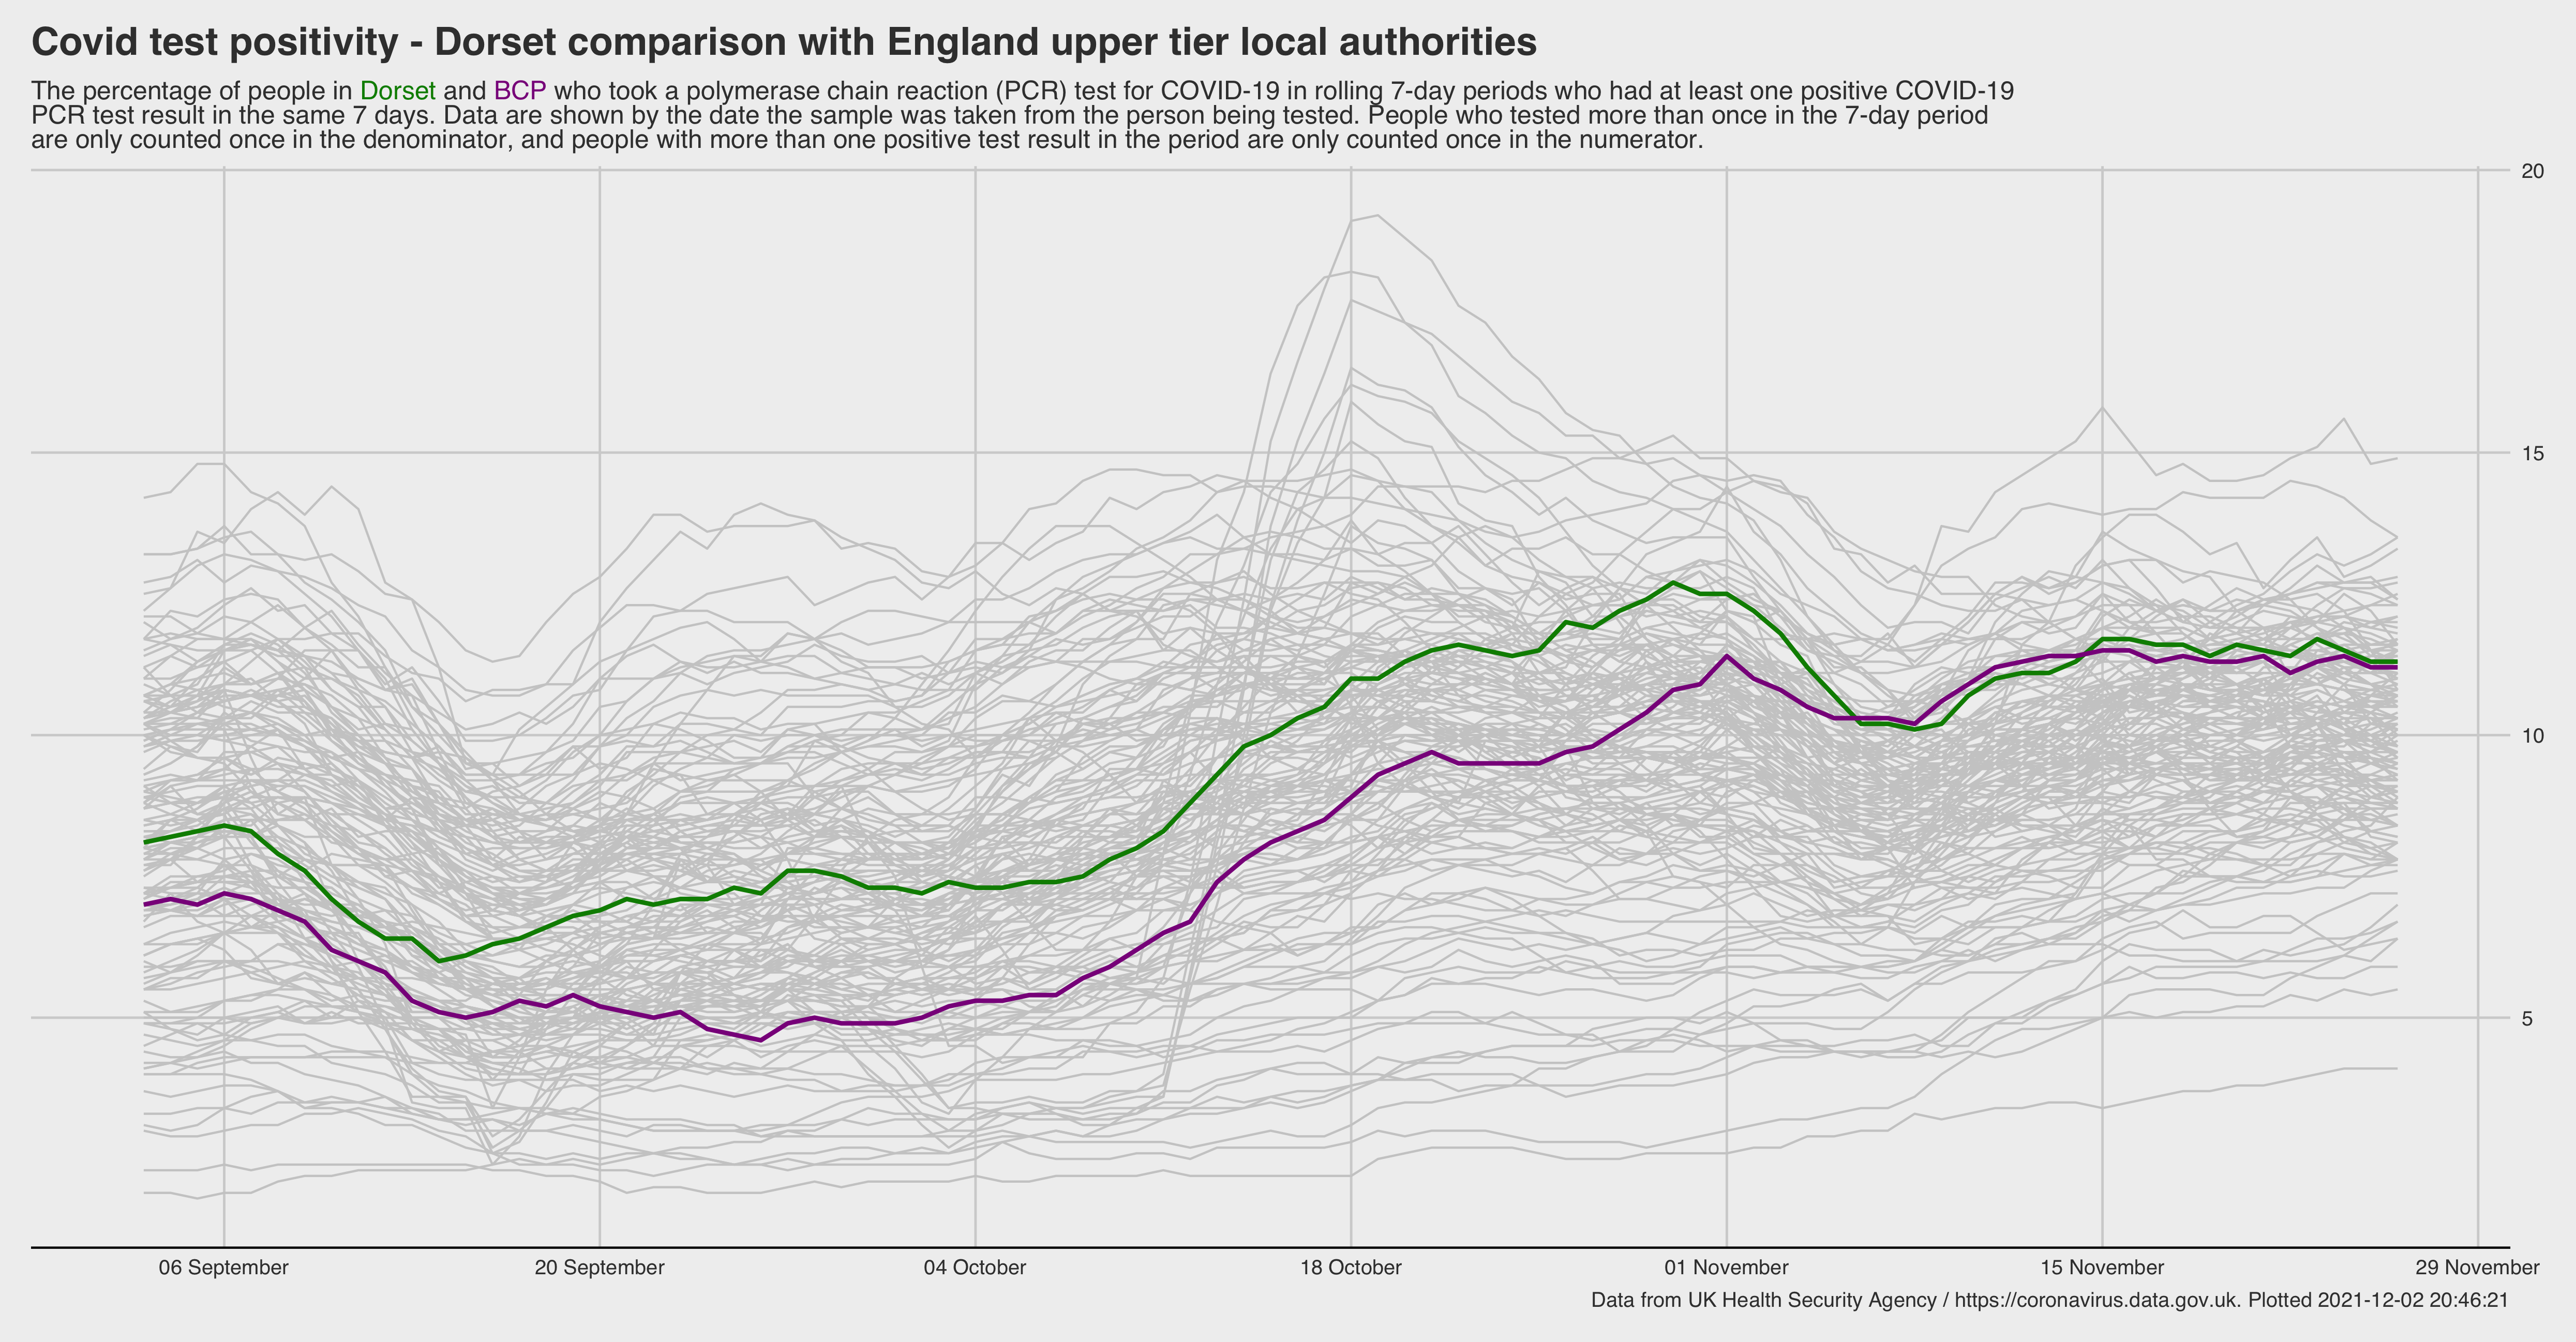 Covid test positivity - Dorset comparison with England upper tier local authorities
The percentage of people in Dorset and BCP who took a polymerase chain reaction (PCR) test for COVID-19 in rolling 7-day periods who had at least one positive COVID-19
PCR test result in the same 7 days. Data are shown by the date the sample was taken from the person being tested. People who tested more than once in the 7-day period
are only counted once in the denominator, and people with more than one positive test result in the period are only counted once in the numerator.
20
15
10
5
06 September 20 September 04 October 18 October 01 November 15 November 29 November
Data from UK Health Security Agency / https://coronavirus.data.gov.uk. Plotted 2021-12-02 20:46:21